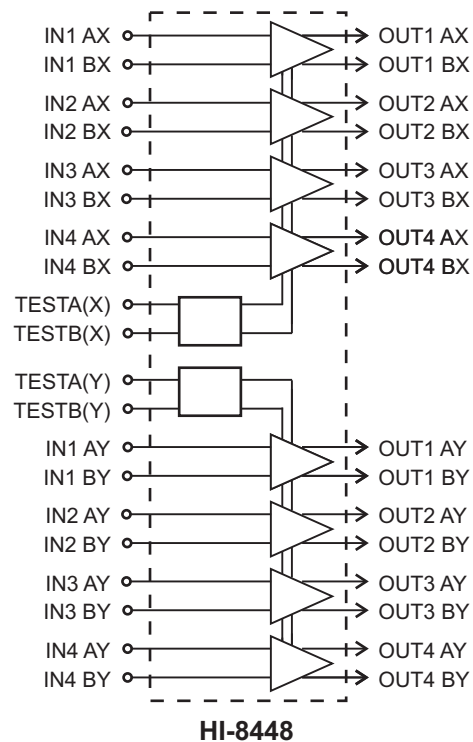 IN1 AX OUT1 AX
IN1 BX OUT1 BX
IN2 AX OUT2 AX
IN2 BX OUT2 BX
IN3 AX OUT3 AX
IN3 BX OUT3 BX
IN4 AX OUT4 AX
IN4 BX OUT4 BX
TESTA(X)
TESTB(X)
TESTA(Y)
TESTB(Y)
IN1 AY OUT1 AY
IN1 BY OUT1 BY
IN2 AY OUT2 AY
IN2 BY OUT2 BY
IN3 AY OUT3 AY
IN3 BY OUT3 BY
IN4 AY OUT4 AY
IN4 BY OUT4 BY
HI-8448